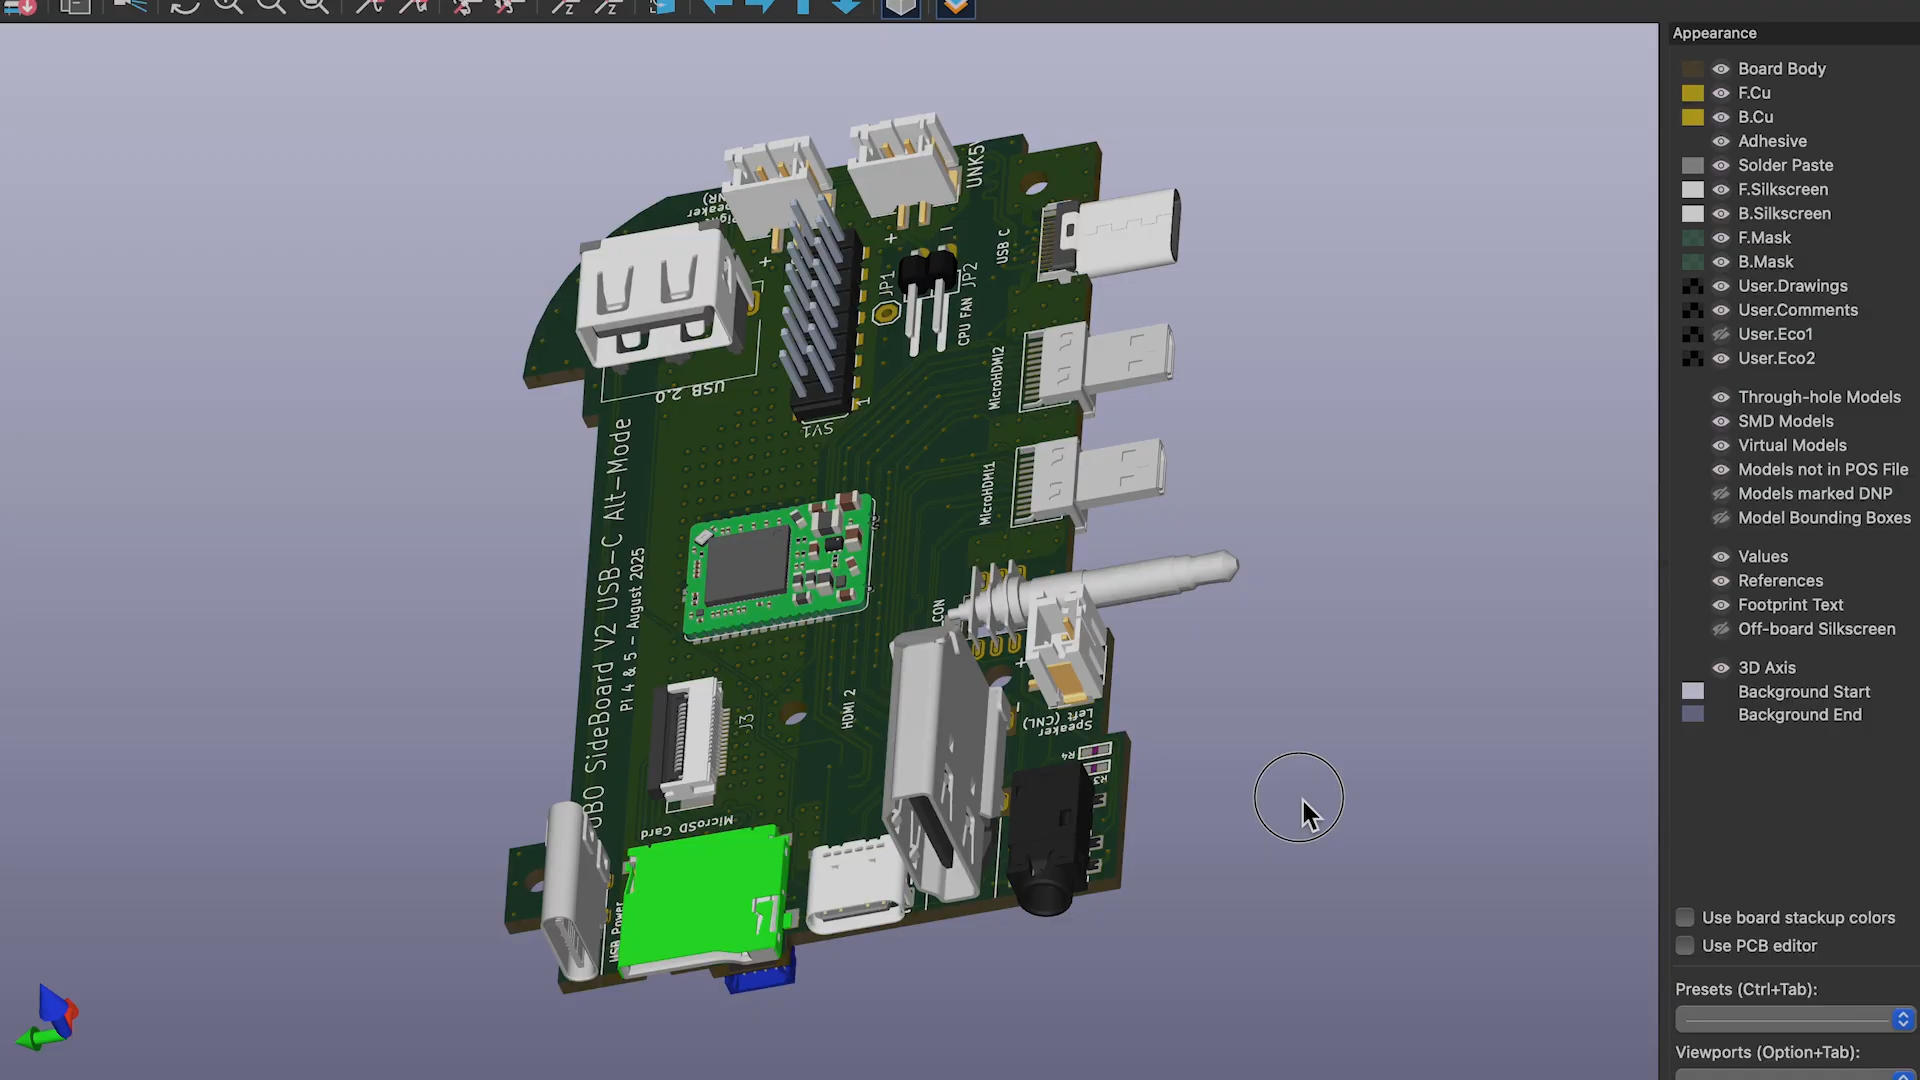 Appearance
Board Body
F.Cu
B.Cu
Adhesive
Solder Paste
F.Silkscreen
B.Silkscreen
F.Mask
B.Mask
User.Drawings
User.Comments
User.Eco1
User.Eco2
Through-hole Models
SMD Models
Virtual Models
Models not in POS File
Models marked DNP
Model Bounding Boxes
Values
References
Footprint Text
Off-board Silkscreen
3D Axis
Background Start
Background End
Use board stackup colors
Use PCB editor
Presets (Ctrl+Tab):
Viewports (Option+Tab):
USB C
JP1
JP2
CPU FAN
+
-
+
USB 2.0
1
SV1
MicroHDMI2
MicroHDMI1
SideBoard V2 USB-C Alt-Mode
Pi 4 & 5 - August 2025
CON
HDMI 2
J3
Left (CNL)
Speaker
R4
R3
MicroSD Card
USB Power